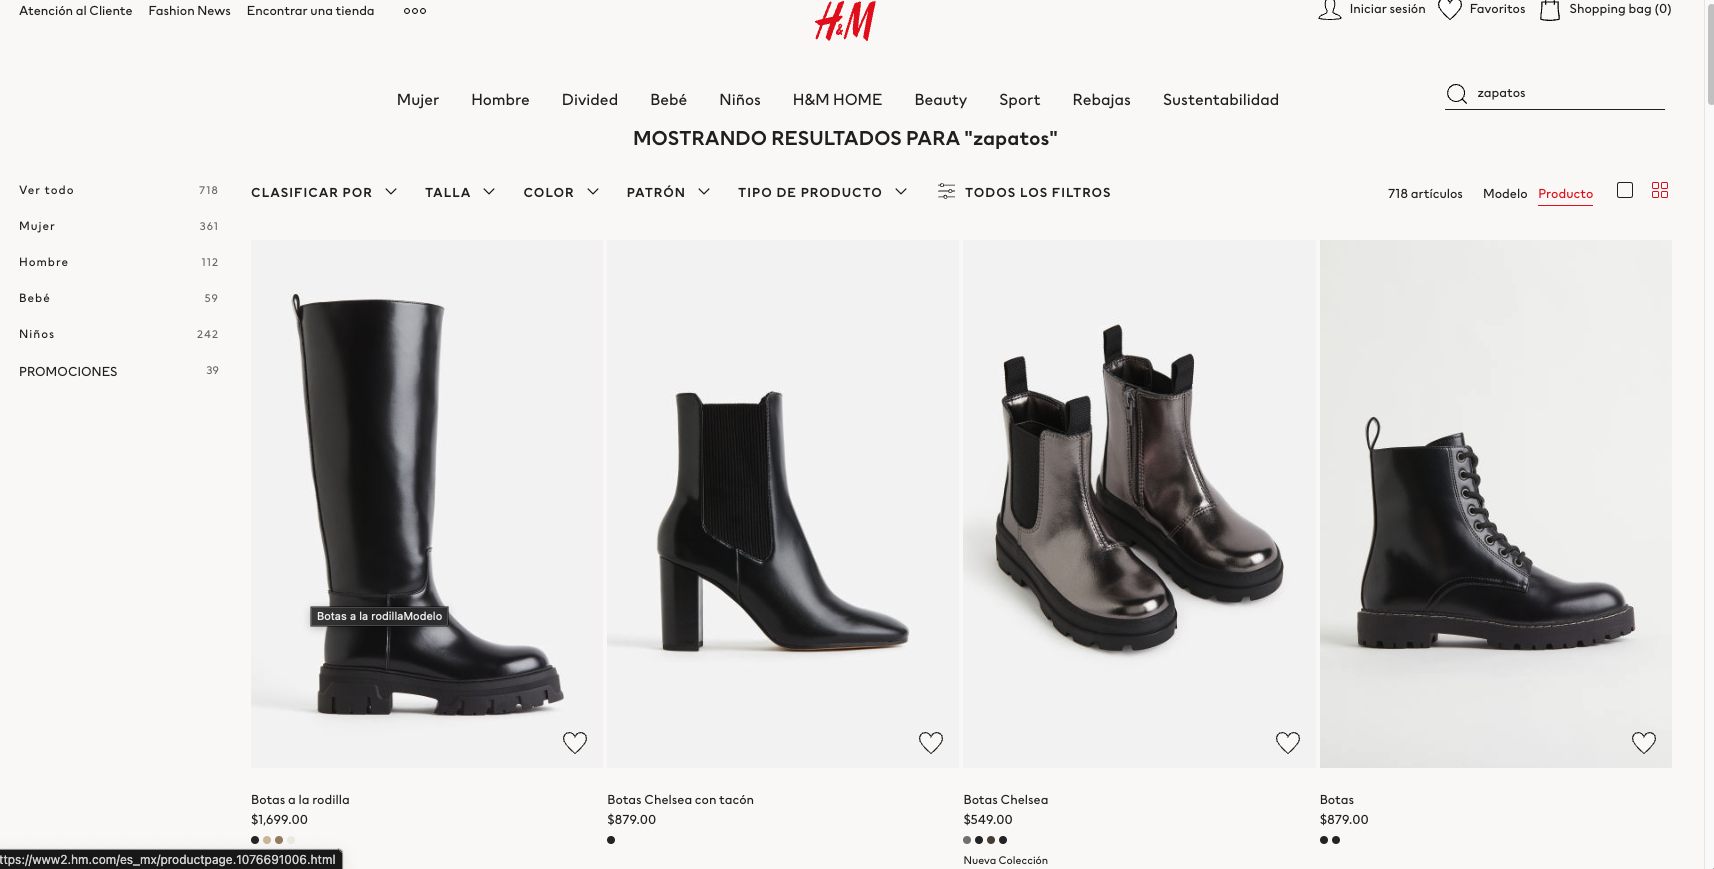 Atención al Cliente Fashion News Encontrar una tienda
H&M
Iniciar sesión Favoritos Shopping bag (0)
Mujer Hombre Divided Bebé Niños H&M HOME Beauty Sport Rebajas Sustentabilidad
zapatos
MOSTRANDO RESULTADOS PARA "zapatos"
Ver todo 718
Mujer 361
Hombre 112
Bebé 59
Niños 242
PROMOCIONES 39
CLASIFICAR POR TALLA COLOR PATRÓN TIPO DE PRODUCTO TODOS LOS FILTROS
718 artículos Modelo Producto
Botas a la rodillaModelo
Botas a la rodilla
$1,699.00
Botas Chelsea con tacón
$879.00
Botas Chelsea
$549.00
Nueva Colección
Botas
$879.00
ttps://www2.hm.com/es_mx/productpage.1076691006.html